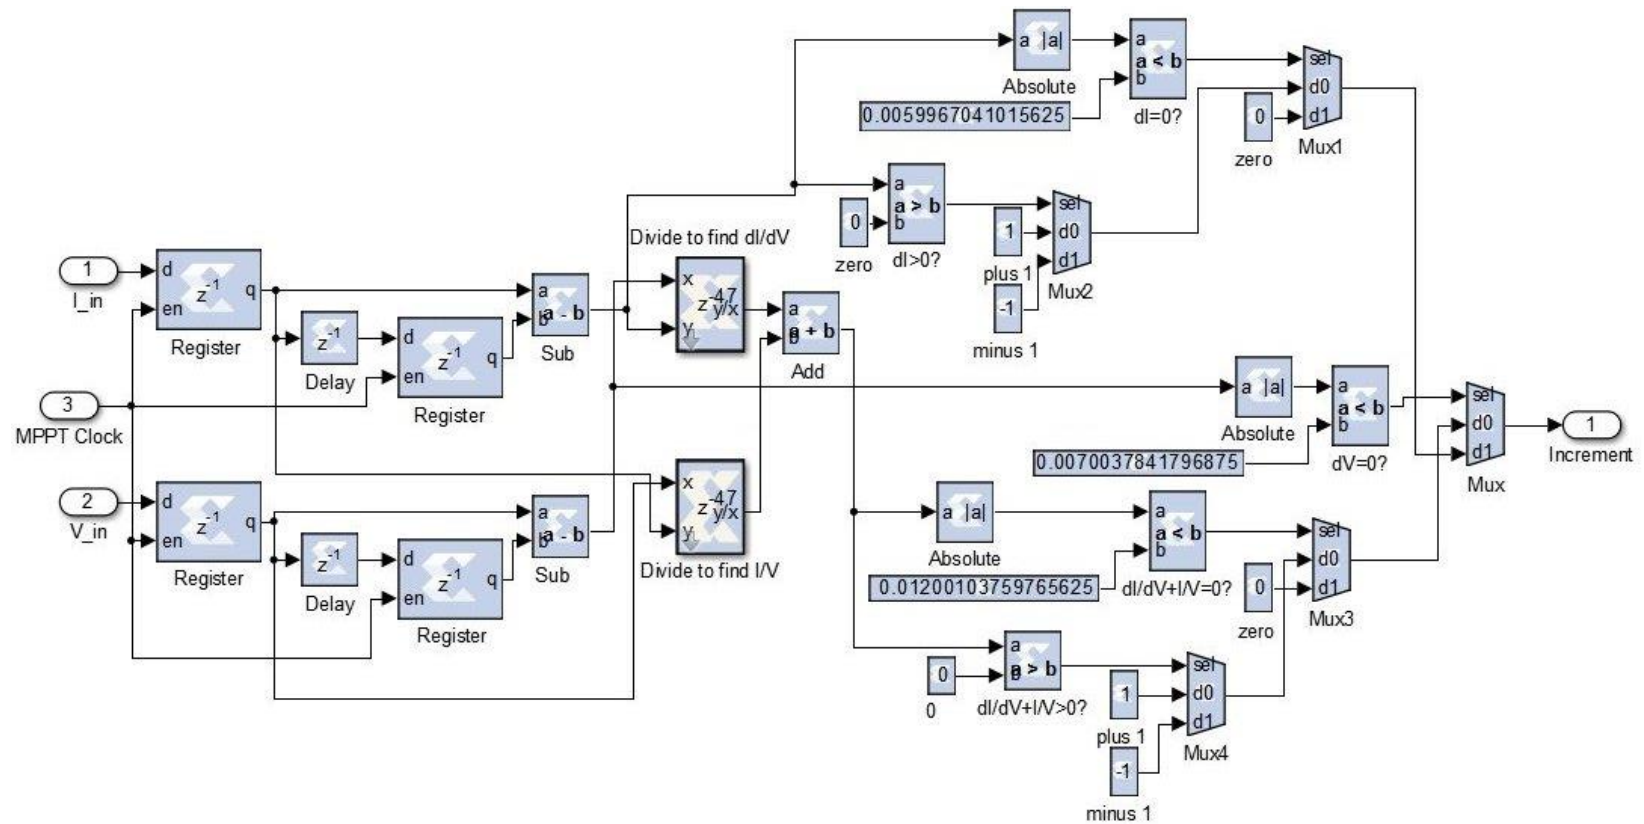 1
I_in
d
en
z-1
q
Register
z-1
Delay
d
en
z-1
q
Register
a
b
a - b
Sub
3
MPPT Clock
2
V_in
d
en
z-1
q
Register
z-1
Delay
d
en
z-1
q
Register
a
b
a - b
Sub
Divide to find dI/dV
x
y
z-47
y/x
x
y
z-47
y/x
Divide to find I/V
a
b
a + b
Add
a |a|
Absolute
0.00599670410156​25
a
a < b
b
dI=0?
0
zero
sel
d0
d1
Mux1
0
zero
a
a > b
b
dI>0?
1
plus 1
-1
minus 1
sel
d0
d1
Mux2
a |a|
Absolute
0.0070037841796875
a
a < b
b
dV=0?
sel
d0
d1
Mux
1
Increment
a |a|
Absolute
0.01200103759765625
a
a < b
b
dI/dV+I/V=0?
0
zero
sel
d0
d1
Mux3
0
0
a
b
a > b
dI/dV+I/V>0?
1
plus 1
-1
minus 1
sel
d0
d1
Mux4